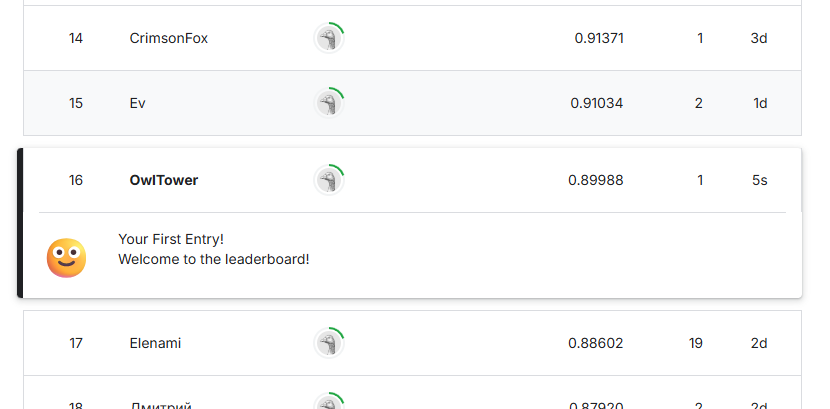 14 CrimsonFox 0.91371 1 3d
15 Ev 0.91034 2 1d
16 OwlTower 0.89988 1 5s
Your First Entry!
Welcome to the leaderboard!
17 Elenami 0.88602 19 2d
18 Дмитрий 0.87920 2 2d